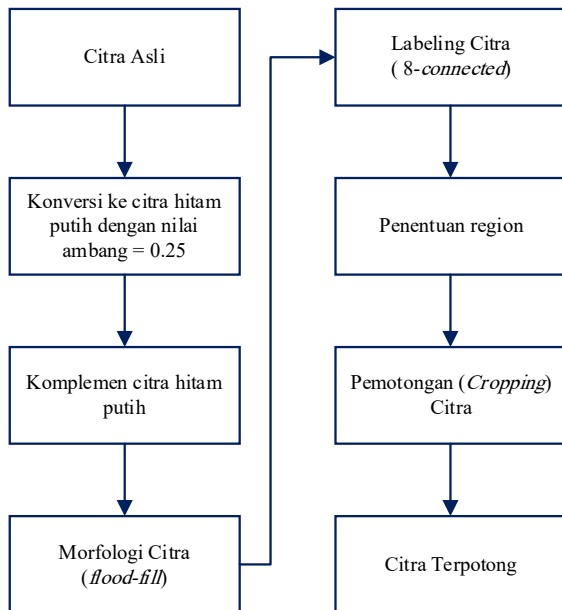 Citra Asli
Konversi ke citra hitam
putih dengan nilai
ambang = 0.25
Komplemen citra hitam
putih
Morfologi Citra
(flood-fill)
Labeling Citra
( 8-connected)
Penentuan region
Pemotongan (Cropping)
Citra
Citra Terpotong